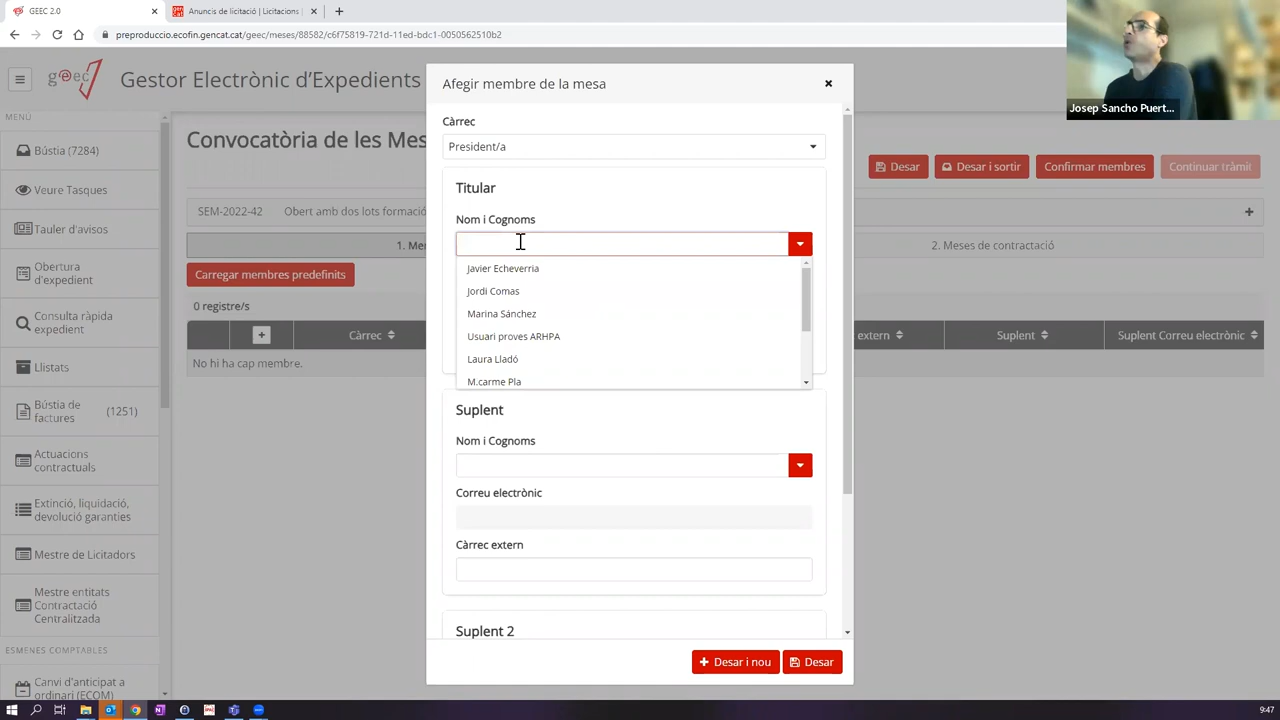 GEEC 2.0
Anuncis de licitació | Licitacions
preproduccio.ecofin.gencat.cat/geec/meses/88582/c6f75819-721d-11ed-bdc1-0050562510b2
Josep Sancho Puert...
geec
Gestor Electrònic d'Expedients
MENÚ
Bústia (7284)
Veure Tasques
Tauler d'avisos
Obertura
d'expedient
Consulta ràpida
expedient
Llistats
Bústia de
factures
(1251)
Actuacions
contractuals
Extinció, liquidació,
devolució garanties
Mestre de Licitadors
Mestre entitats
Contractació
Centralitzada
ESMENES COMPTABLES
Canvi d'anticipat a
ordinari (ECOM)
Convocatòria de les Mes
Desar
Desar i sortir
Confirmar membres
Continuar tràmit
SEM-2022-42
Obert amb dos lots formació
1. Me
2. Meses de contractació
Carregar membres predefinits
0 registre/s
Càrrec
extern
Suplent
Suplent Correu electrònic
No hi ha cap membre.
Afegir membre de la mesa
Càrrec
President/a
Titular
Nom i Cognoms
Javier Echeverria
Jordi Comas
Marina Sánchez
Usuari proves ARHPA
Laura Lladó
M.carme Pla
Suplent
Nom i Cognoms
Correu electrònic
Càrrec extern
Suplent 2
Desar i nou
Desar
9:47